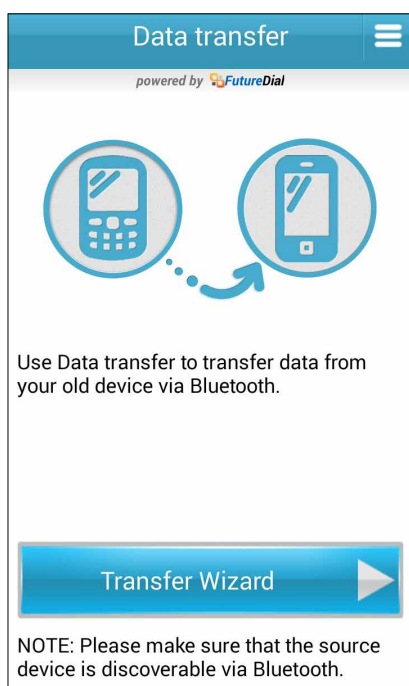 Data transfer
powered by FutureDial
Use Data transfer to transfer data from
your old device via Bluetooth.
Transfer Wizard
NOTE: Please make sure that the source
device is discoverable via Bluetooth.